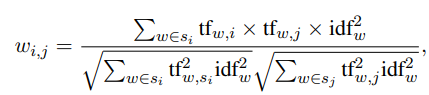 w_{i,j} = \frac{\sum_{w \in s_i} \mathrm{tf}_{w,i} \times \mathrm{tf}_{w,j} \times \mathrm{idf}_w^2}{\sqrt{\sum_{w \in s_i} \mathrm{tf}_{w,s_i}^2 \mathrm{idf}_w^2} \sqrt{\sum_{w \in s_j} \mathrm{tf}_{w,j}^2 \mathrm{idf}_w^2}},